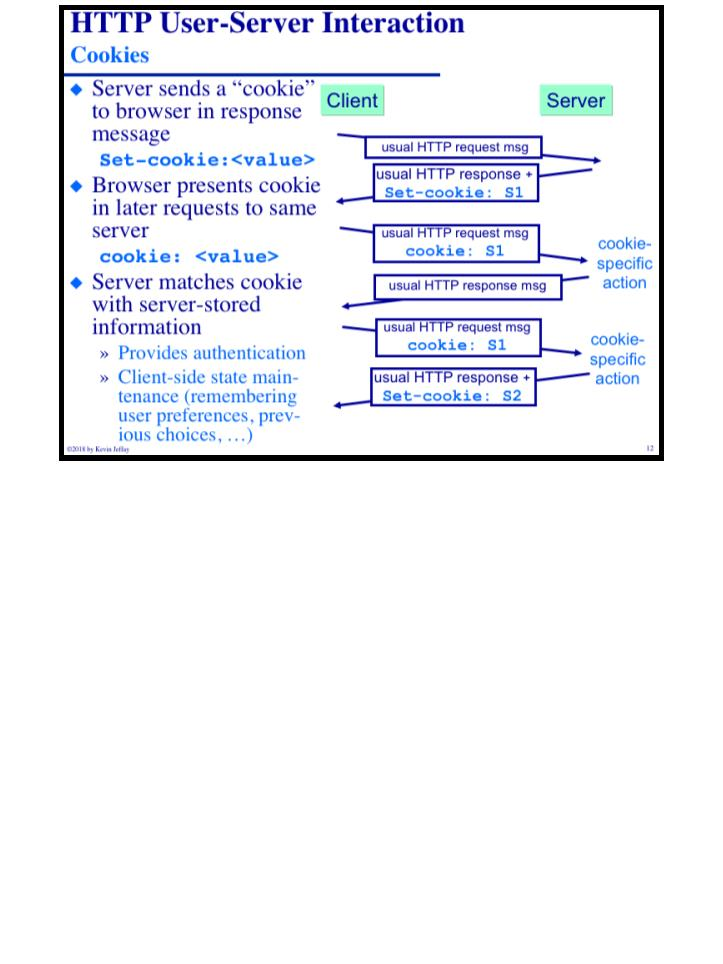 HTTP User-Server Interaction
Cookies
◆ Server sends a “cookie”
to browser in response
message
Set-cookie:<value>
◆ Browser presents cookie
in later requests to same
server
cookie: <value>
◆ Server matches cookie
with server-stored
information
» Provides authentication
» Client-side state main-
tenance (remembering
user preferences, prev-
ious choices, …)
Client
Server
usual HTTP request msg
usual HTTP response +
Set-cookie: S1
usual HTTP request msg
cookie: S1
cookie-
specific
action
usual HTTP response msg
usual HTTP request msg
cookie: S1
cookie-
specific
action
usual HTTP response +
Set-cookie: S2
©2018 by Kevin Jeffay
12